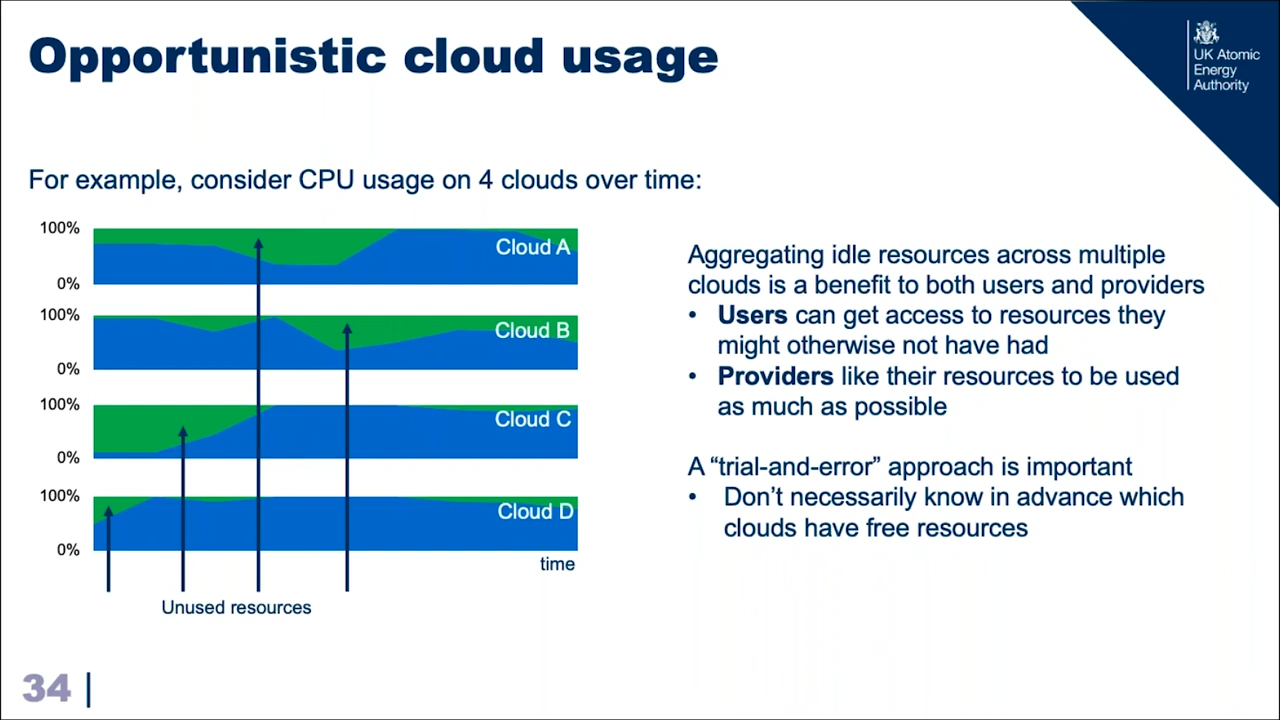 Opportunistic cloud usage
UK Atomic
Energy
Authority
For example, consider CPU usage on 4 clouds over time:
100%
Cloud A
0%
100%
Cloud B
0%
100%
Cloud C
0%
100%
Cloud D
0%
time
Unused resources
Aggregating idle resources across multiple
clouds is a benefit to both users and providers
• Users can get access to resources they
might otherwise not have had
• Providers like their resources to be used
as much as possible
A “trial-and-error” approach is important
• Don’t necessarily know in advance which
clouds have free resources
34